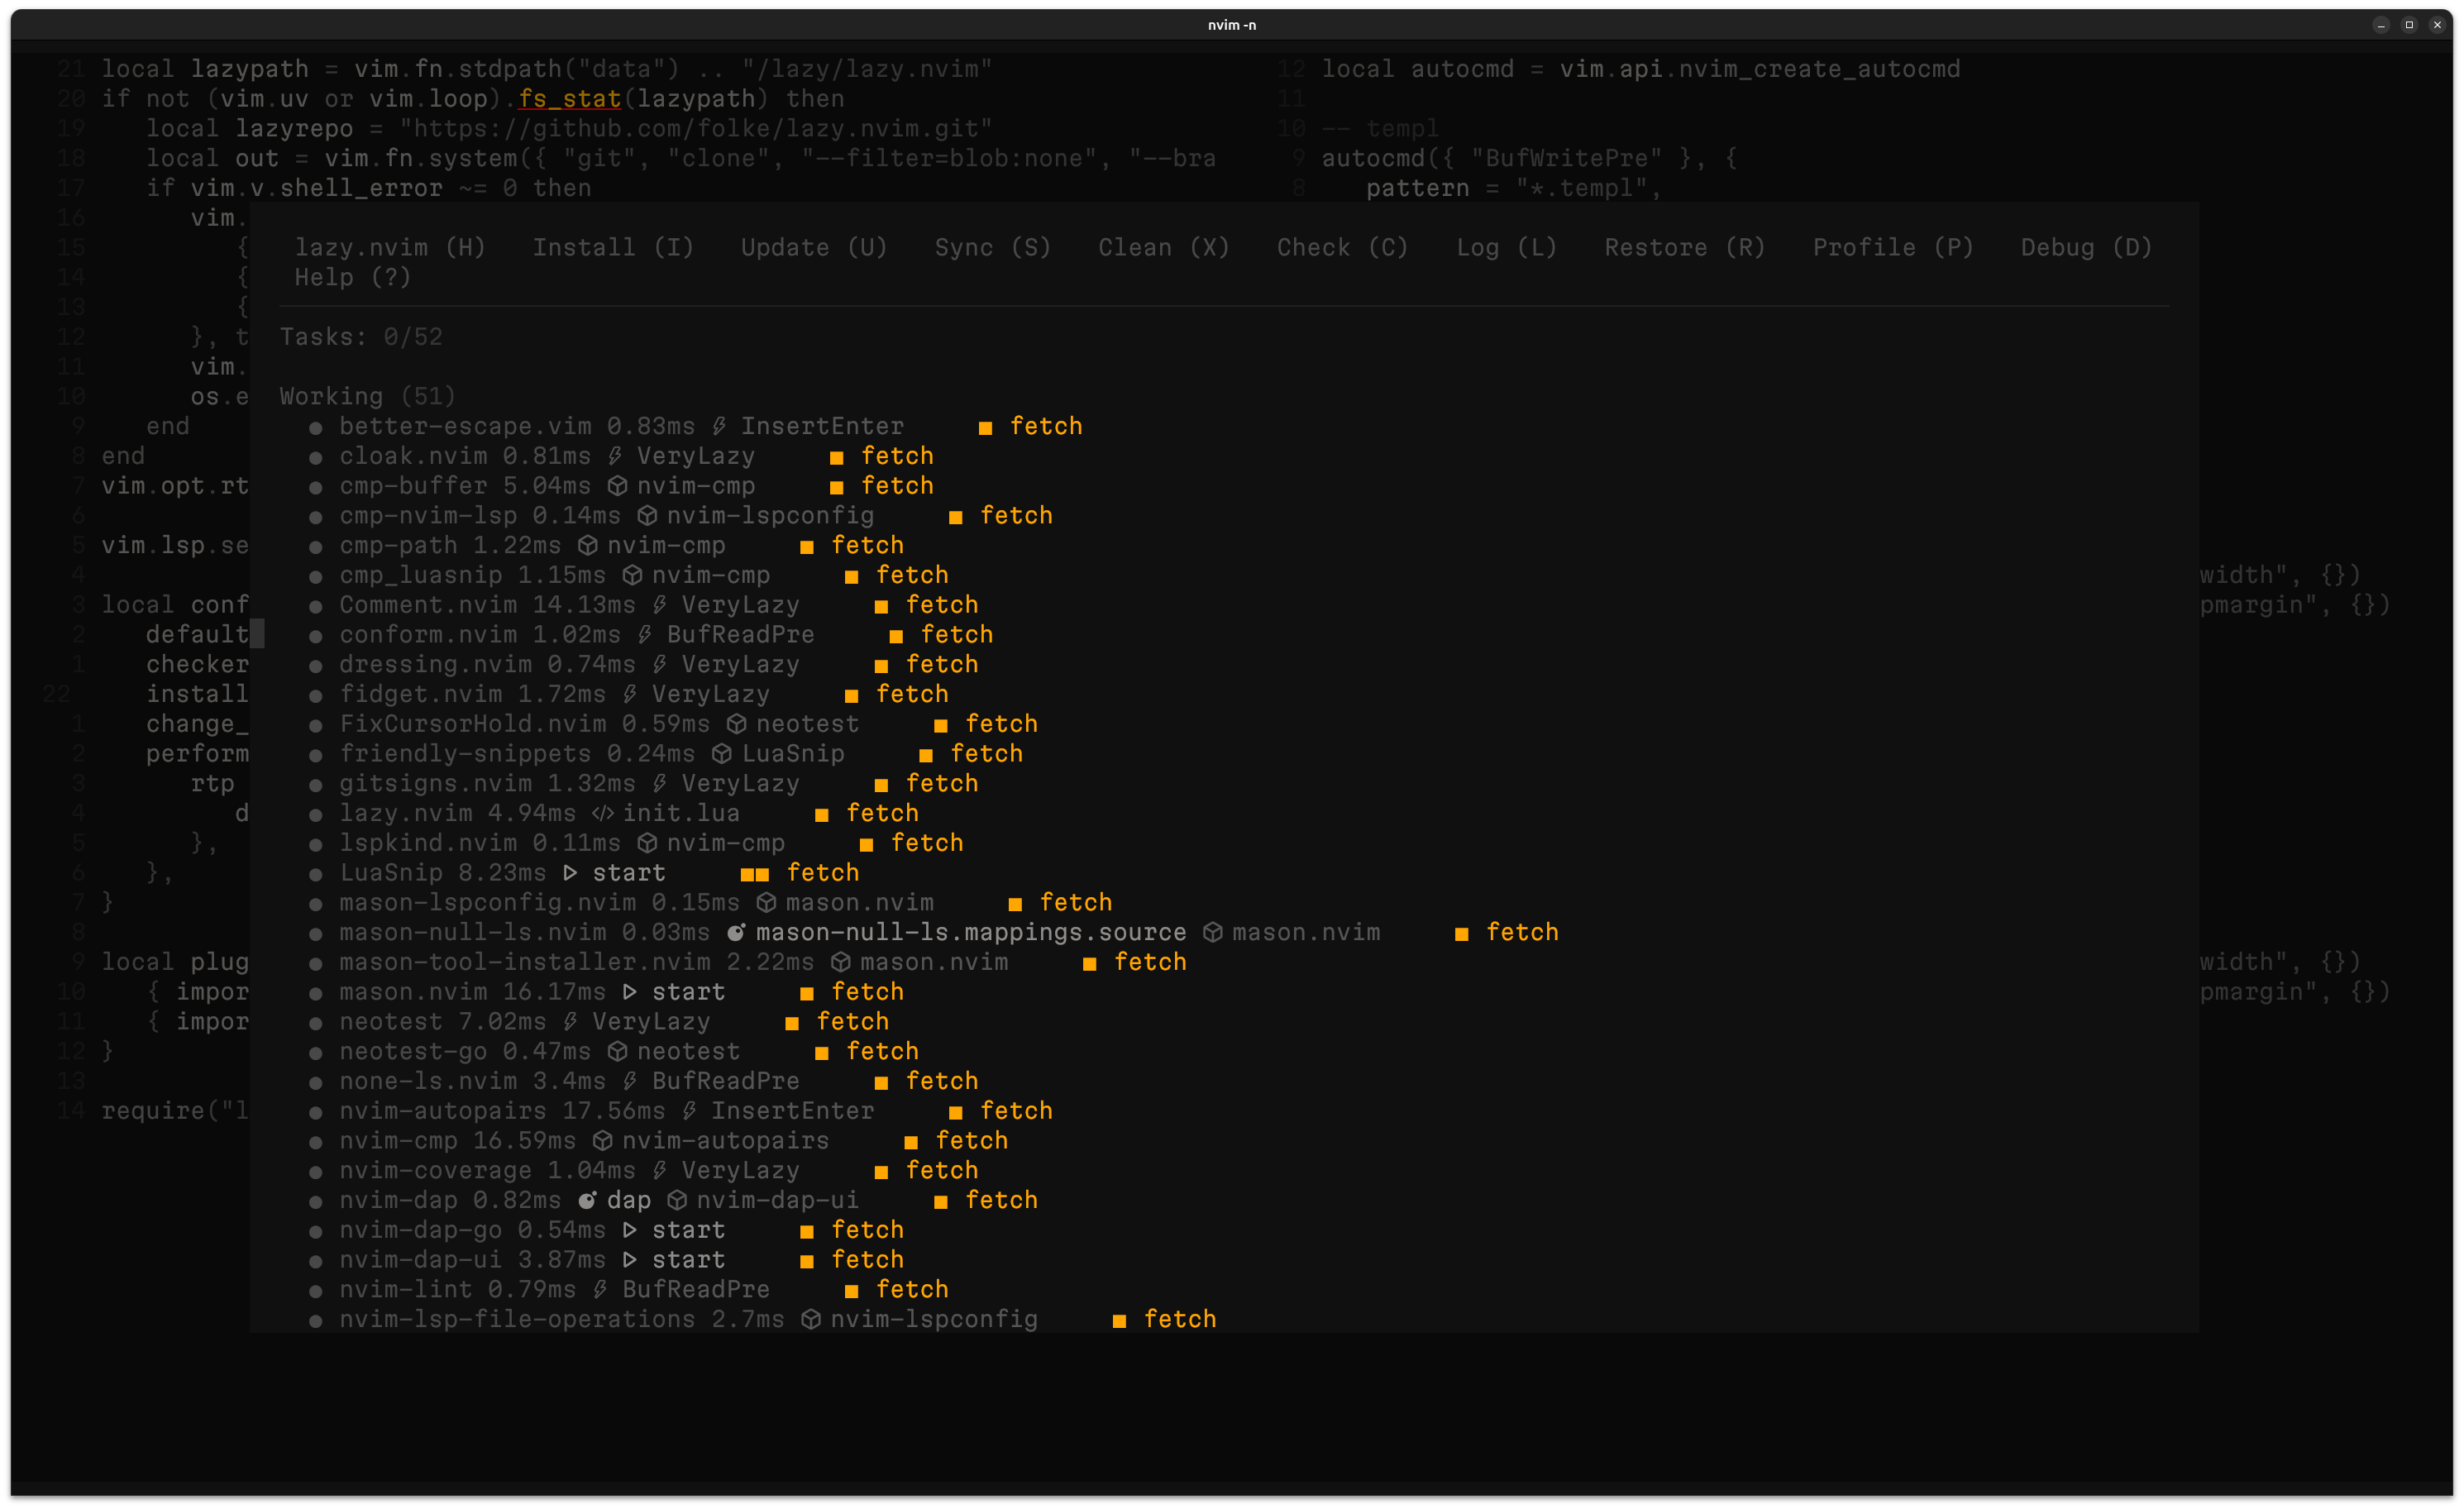 nvim -n
21 local lazypath = vim.fn.stdpath("data") .. "/lazy/lazy.nvim"
20 if not (vim.uv or vim.loop).fs_stat(lazypath) then
19 local lazyrepo = "https://github.com/folke/lazy.nvim.git"
18 local out = vim.fn.system({ "git", "clone", "--filter=blob:none", "--bra
17 if vim.v.shell_error ~= 0 then
16 vim.
15 {
14 {
13 {
12 }, t
11 vim.
10 os.e
9 end
8 end
7 vim.opt.rt
6
5 vim.lsp.se
4
3 local conf
2 default
1 checker
22 install
1 change_
2 perform
3 rtp
4 d
5 },
6 },
7 }
8
9 local plug
10 { impor
11 { impor
12 }
13
14 require("l
12 local autocmd = vim.api.nvim_create_autocmd
11
10 -- templ
9 autocmd({ "BufWritePre" }, {
8 pattern = "*.templ",
width", {})
pmargin", {})
width", {})
pmargin", {})
lazy.nvim (H) Install (I) Update (U) Sync (S) Clean (X) Check (C) Log (L) Restore (R) Profile (P) Debug (D)
Help (?)
Tasks: 0/52
Working (51)
● better-escape.vim 0.83ms InsertEnter ■ fetch
● cloak.nvim 0.81ms VeryLazy ■ fetch
● cmp-buffer 5.04ms nvim-cmp ■ fetch
● cmp-nvim-lsp 0.14ms nvim-lspconfig ■ fetch
● cmp-path 1.22ms nvim-cmp ■ fetch
● cmp_luasnip 1.15ms nvim-cmp ■ fetch
● Comment.nvim 14.13ms VeryLazy ■ fetch
● conform.nvim 1.02ms BufReadPre ■ fetch
● dressing.nvim 0.74ms VeryLazy ■ fetch
● fidget.nvim 1.72ms VeryLazy ■ fetch
● FixCursorHold.nvim 0.59ms neotest ■ fetch
● friendly-snippets 0.24ms LuaSnip ■ fetch
● gitsigns.nvim 1.32ms VeryLazy ■ fetch
● lazy.nvim 4.94ms </> init.lua ■ fetch
● lspkind.nvim 0.11ms nvim-cmp ■ fetch
● LuaSnip 8.23ms start ■■ fetch
● mason-lspconfig.nvim 0.15ms mason.nvim ■ fetch
● mason-null-ls.nvim 0.03ms mason-null-ls.mappings.source mason.nvim ■ fetch
● mason-tool-installer.nvim 2.22ms mason.nvim ■ fetch
● mason.nvim 16.17ms start ■ fetch
● neotest 7.02ms VeryLazy ■ fetch
● neotest-go 0.47ms neotest ■ fetch
● none-ls.nvim 3.4ms BufReadPre ■ fetch
● nvim-autopairs 17.56ms InsertEnter ■ fetch
● nvim-cmp 16.59ms nvim-autopairs ■ fetch
● nvim-coverage 1.04ms VeryLazy ■ fetch
● nvim-dap 0.82ms dap nvim-dap-ui ■ fetch
● nvim-dap-go 0.54ms start ■ fetch
● nvim-dap-ui 3.87ms start ■ fetch
● nvim-lint 0.79ms BufReadPre ■ fetch
● nvim-lsp-file-operations 2.7ms nvim-lspconfig ■ fetch